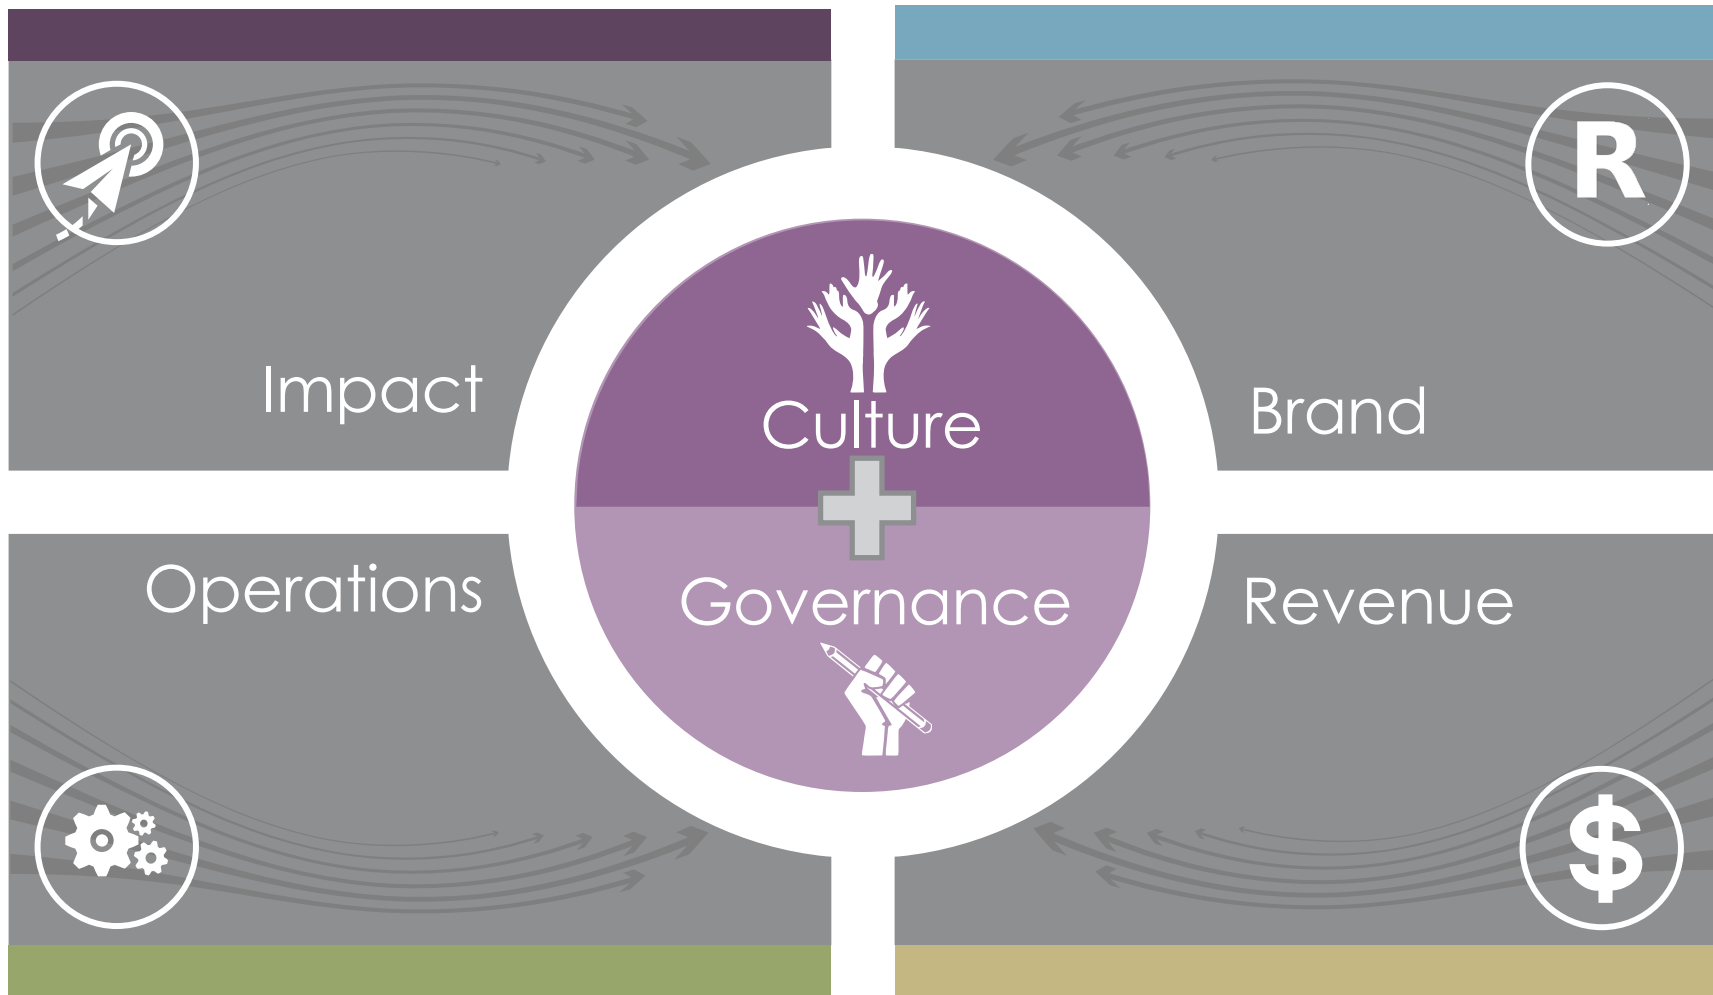 R
Impact
Brand
Culture
Operations
Governance
Revenue
$